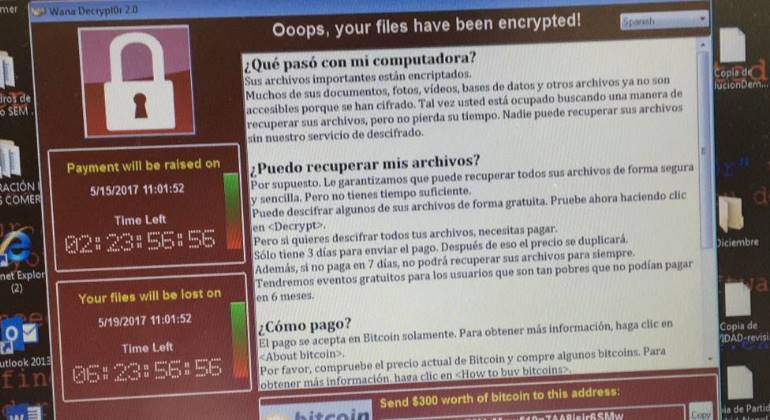 mer
Wana Decrypt0r 2.0
Ooops, your files have been encrypted!
Spanish
¿Qué pasó con mi computadora?
Sus archivos importantes están encriptados.
Muchos de sus documentos, fotos, vídeos, bases de datos y otros archivos ya no son
accesibles porque se han cifrado. Tal vez usted está ocupado buscando una manera de
recuperar sus archivos, pero no pierda su tiempo. Nadie puede recuperar sus archivos
sin nuestro servicio de descifrado.
¿Puedo recuperar mis archivos?
Por supuesto. Le garantizamos que puede recuperar todos sus archivos de forma segura
y sencilla. Pero no tienes tiempo suficiente.
Puede descifrar algunos de sus archivos de forma gratuita. Pruebe ahora haciendo clic
en <Decrypt>.
Pero si quieres descifrar todos tus archivos, necesitas pagar.
Sólo tiene 3 días para enviar el pago. Después de eso el precio se duplicará.
Además, si no paga en 7 días, no podrá recuperar sus archivos para siempre.
Tendremos eventos gratuitos para los usuarios que son tan pobres que no podían pagar
en 6 meses.
¿Cómo pago?
El pago se acepta en Bitcoin solamente. Para obtener más información, haga clic en
<About bitcoin>.
Por favor, compruebe el precio actual de Bitcoin y compre algunos bitcoins. Para
obtener más información, haga clic en <How to buy bitcoins>.
Payment will be raised on
5/15/2017 11:01:52
Time Left
02:23:56:56
Your files will be lost on
5/19/2017 11:01:52
Time Left
06:23:56:56
bitcoin
Send $300 worth of bitcoin to this address:
Copy
ros de
o SEM .
RACIÓN I
S COMER
net Explor
(2)
utlook 2013
fin
Copia de
ucionDem...
Diciembre
Copia de
IDAD-revisi
ia de Partid